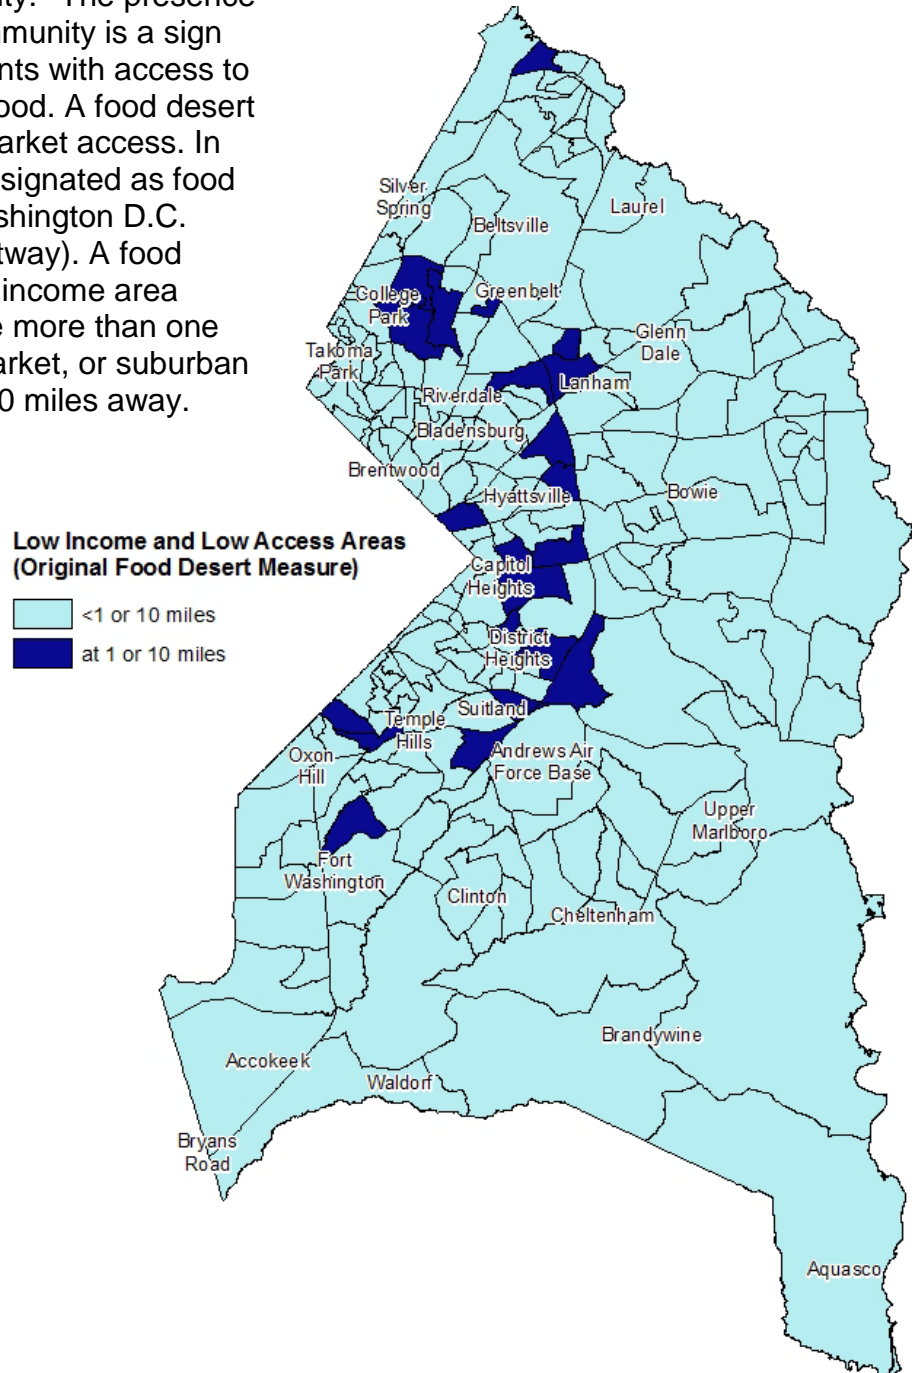 ity. The presence
mmunity is a sign
nts with access to
ood. A food desert
arket access. In
signated as food
shington D.C.
tway). A food
income area
e more than one
arket, or suburban
0 miles away.
Silver
Spring
Laurel
Beltsville
College
Park
Greenbelt
Glenn
Dale
Takoma
Park
Lanham
Riverdale
Bladensburg
Brentwood
Hyattsville
Bowie
Low Income and Low Access Areas
(Original Food Desert Measure)
<1 or 10 miles
at 1 or 10 miles
Capitol
Heights
District
Heights
Suitland
Temple
Hills
Oxon
Hill
Andrews Air
Force Base
Upper
Marlboro
Fort
Washington
Clinton
Cheltenham
Brandywine
Accokeek
Waldorf
Bryans
Road
Aquasco